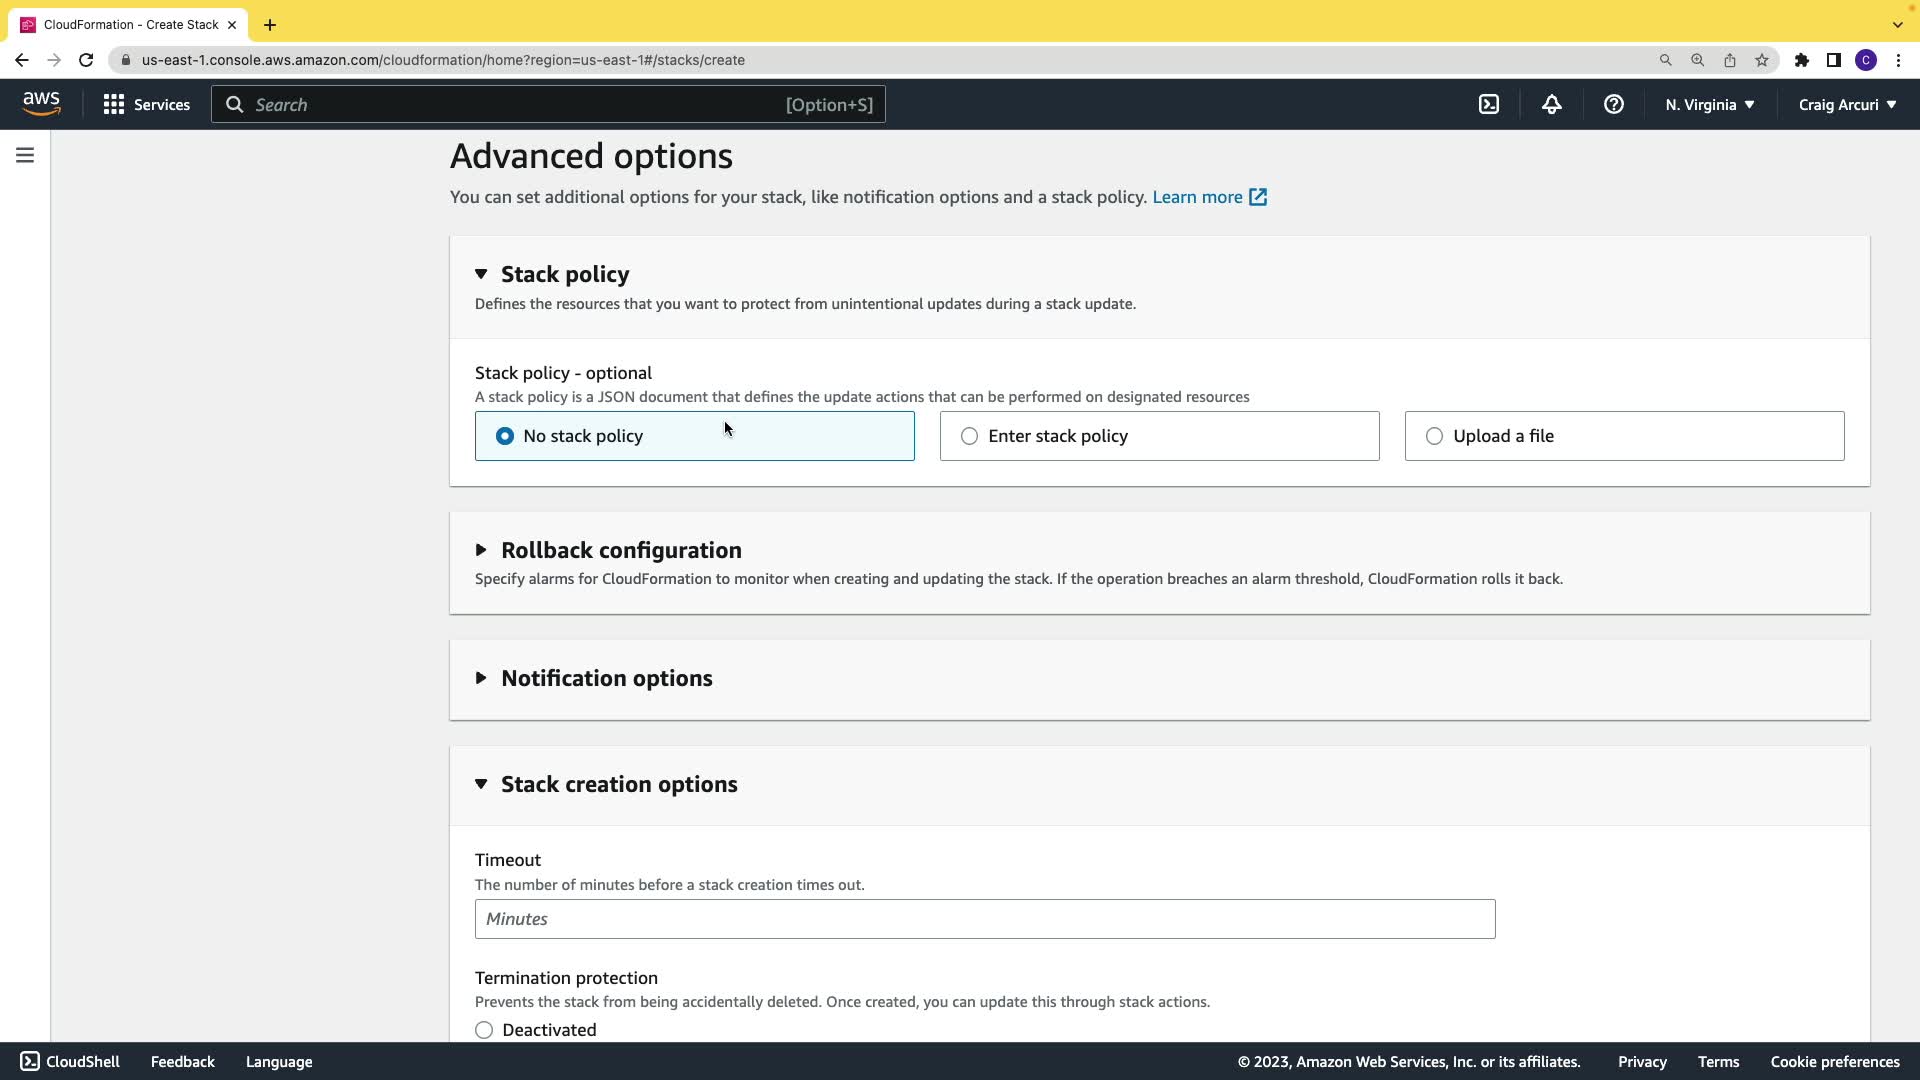 CloudFormation - Create Stack
us-east-1.console.aws.amazon.com/cloudformation/home?region=us-east-1#/stacks/create
C
aws
Services
Search
[Option+S]
N. Virginia
Craig Arcuri
Advanced options
You can set additional options for your stack, like notification options and a stack policy. Learn more
Stack policy
Defines the resources that you want to protect from unintentional updates during a stack update.
Stack policy - optional
A stack policy is a JSON document that defines the update actions that can be performed on designated resources
No stack policy
Enter stack policy
Upload a file
Rollback configuration
Specify alarms for CloudFormation to monitor when creating and updating the stack. If the operation breaches an alarm threshold, CloudFormation rolls it back.
Notification options
Stack creation options
Timeout
The number of minutes before a stack creation times out.
Minutes
Termination protection
Prevents the stack from being accidentally deleted. Once created, you can update this through stack actions.
Deactivated
CloudShell
Feedback
Language
© 2023, Amazon Web Services, Inc. or its affiliates.
Privacy
Terms
Cookie preferences